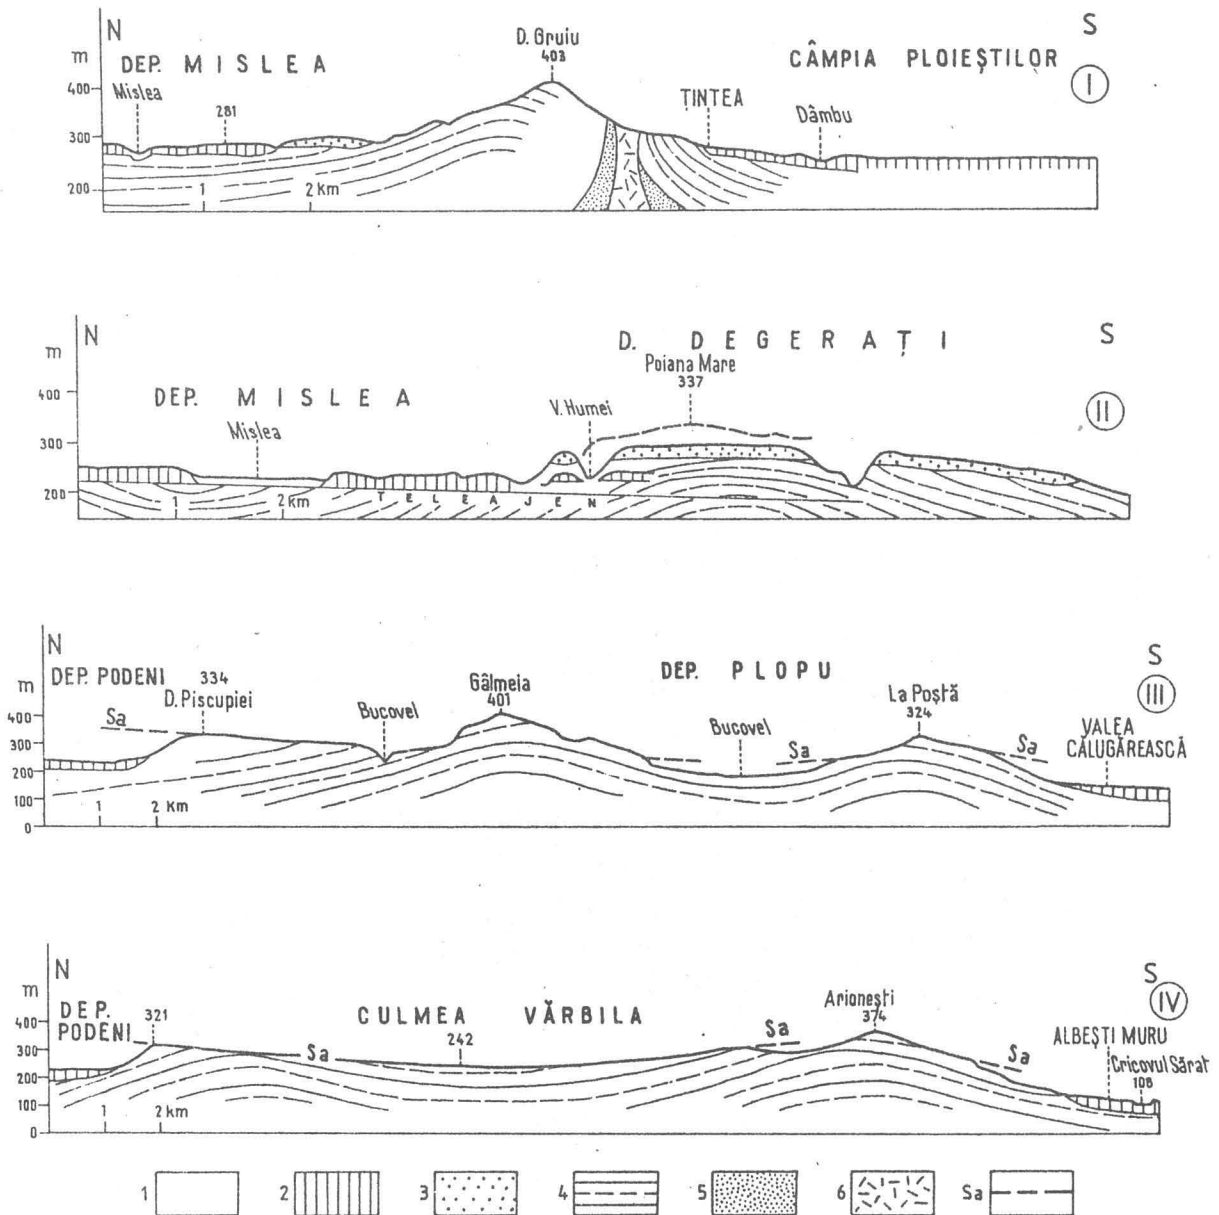 N
S
m
DEP. MISLEA
D. Gruiu
403
CÂMPIA PLOIEȘTILOR
I
Mislea
281
ȚINTEA
Dâmbu
400
300
200
1
2 Km
N
S
m
D. DEGERAȚI
Poiana Mare
337
II
DEP. MISLEA
Mislea
V. Humei
400
300
200
TELEAJEN
1
2 km
N
S
m
DEP. PODENI
334
D. Piscupiei
Sa
Bucovel
Gâlmeia
401
DEP. PLOPU
Bucovel
La Poștă
324
III
VALEA
CĂLUGĂREASCĂ
Sa
Sa
400
300
200
100
0
1
2 Km
N
S
m
DEP.
PODENI
321
CULMEA VĂRBILA
242
Sa
Sa
Arionești
374
Sa
IV
ALBEȘTI MURU
Cricovul Sărat
108
400
300
200
100
0
1
2 km
1
2
3
4
5
6
Sa